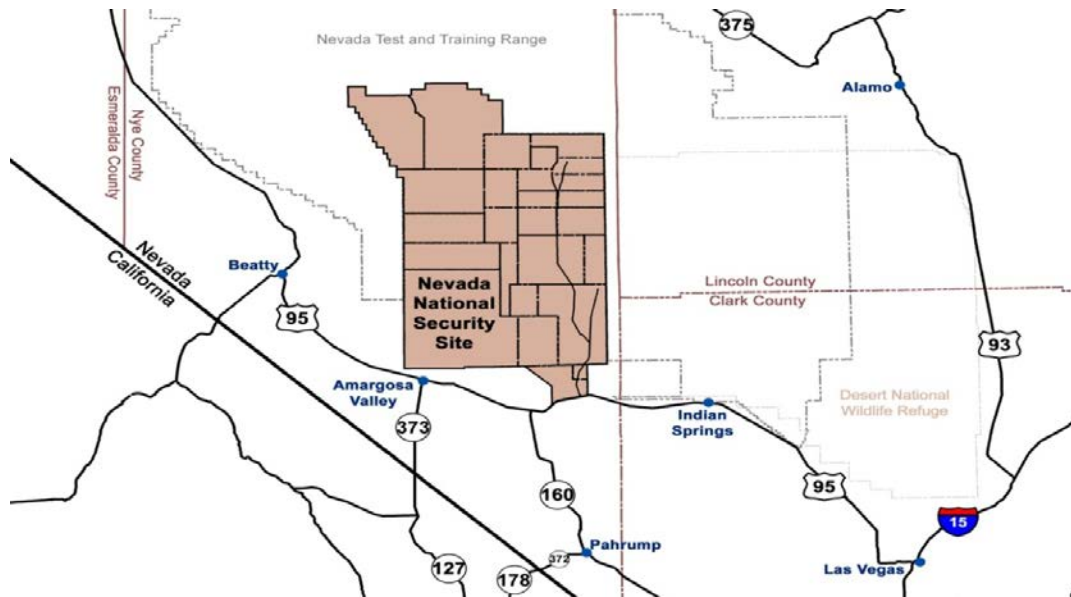 375
Nevada Test and Training Range
Alamo
Nye County
Esmeralda County
Nevada
California
Beatty
Lincoln County
Clark County
Nevada
National
Security
Site
95
93
Amargosa
Valley
Desert National
Wildlife Refuge
Indian
Springs
373
95
160
15
Pahrump
372
127
178
Las Vegas